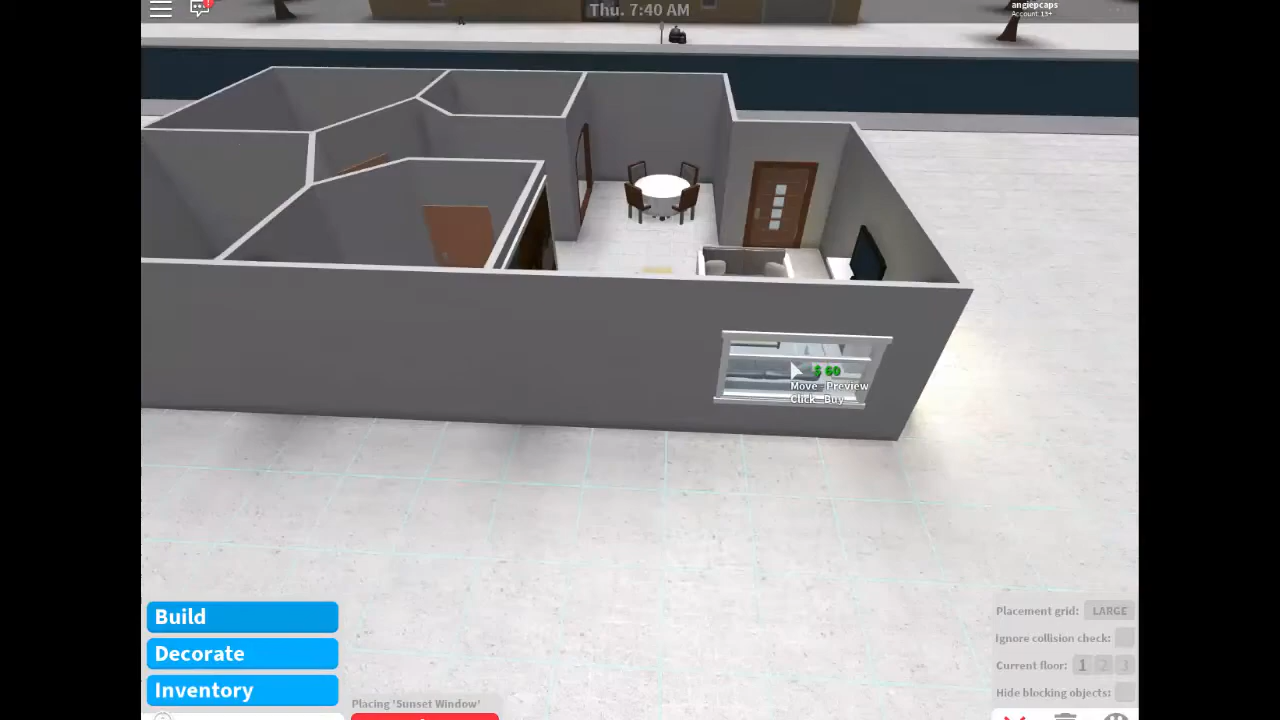 Thu. 7:40 AM
angiepcaps
Account 13+
$ 60
Move Preview
Click Buy
Build
Decorate
Inventory
Placement grid: LARGE
Ignore collision check:
Current floor: 1 2 3
Hide blocking objects:
Placing 'Sunset Window'